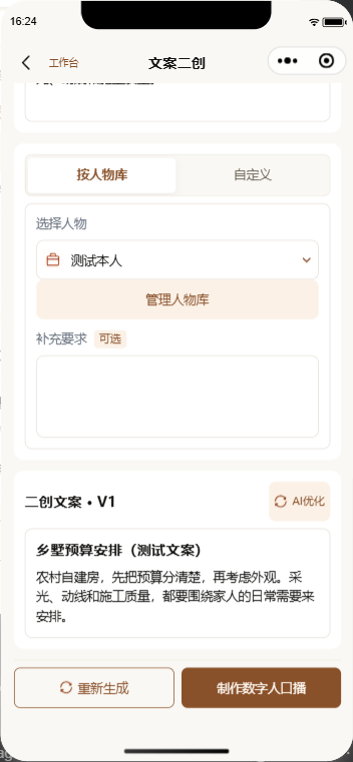 16:24
工作台
文案二创
按人物库
自定义
选择人物
测试本人
管理人物库
补充要求 可选
二创文案·V1
AI优化
乡墅预算安排（测试文案）
农村自建房，先把预算分清楚，再考虑外观。采
光、动线和施工质量，都要围绕家人的日常需要来
安排。
重新生成
制作数字人口播